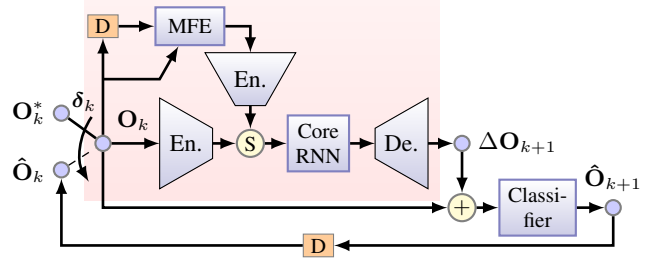 D
MFE
En.
O*ₖ
δₖ
Oₖ
En.
S
Core
RNN
De.
ΔOₖ₊₁
Ôₖ
Ôₖ₊₁
+
Classi-
fier
D